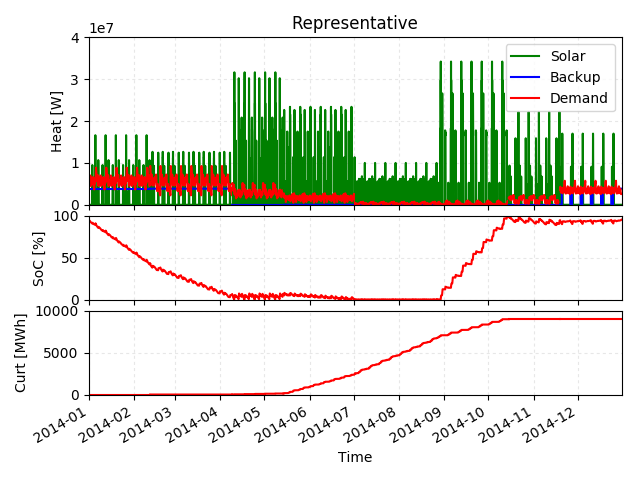 Representative
1e7
4
3
2
1
0
Heat [W]
Solar
Backup
Demand
100
50
0
SoC [%]
10000
5000
0
Curt [MWh]
2014-01
2014-02
2014-03
2014-04
2014-05
2014-06
2014-07
2014-08
2014-09
2014-10
2014-11
2014-12
Time